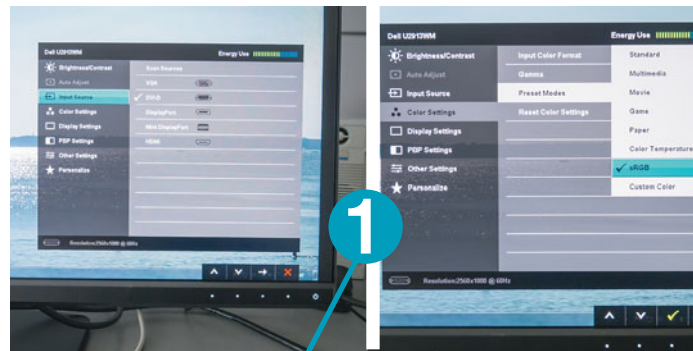 Dell U2913WM
Energy Use
Brightness/Contrast
Scan Sources
Auto Adjust
VGA
Input Source
DVI-D
Color Settings
DisplayPort
Display Settings
Mini DisplayPort
PBP Settings
HDMI
Other Settings
Personalize
Resolution:2560x1080 @ 60Hz
1
Dell U2913WM
Energy Use
Brightness/Contrast
Input Color Format
Standard
Auto Adjust
Gamma
Multimedia
Input Source
Preset Modes
Movie
Color Settings
Reset Color Settings
Game
Display Settings
Paper
PBP Settings
Color Temperature
Other Settings
sRGB
Personalize
Custom Color
Resolution:2560x1080 @ 60Hz